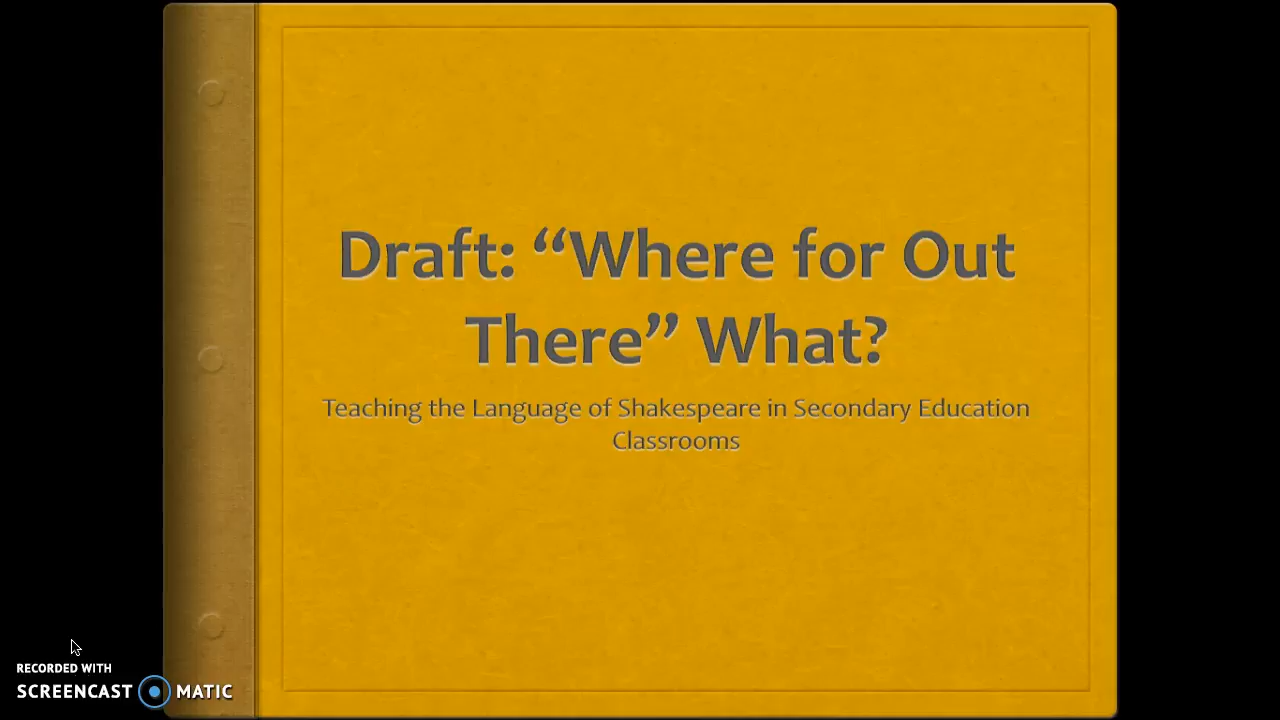 Draft: “Where for Out
There” What?
Teaching the Language of Shakespeare in Secondary Education
Classrooms
RECORDED WITH
SCREENCAST MATIC